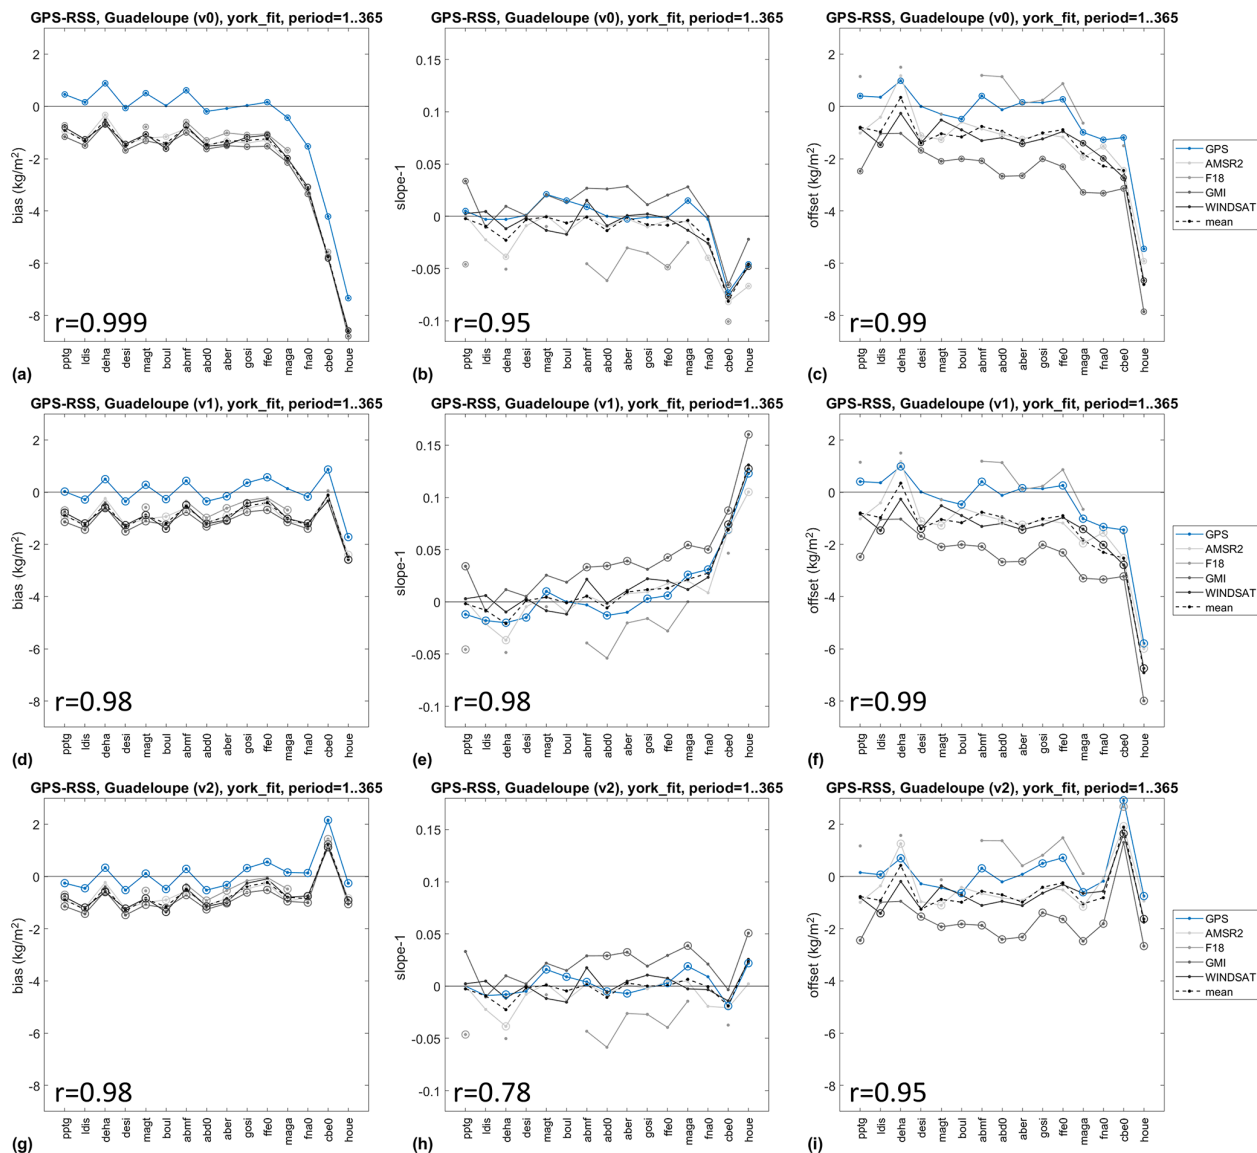 GPS-RSS, Guadeloupe (v0), york_fit, period=1..365
GPS-RSS, Guadeloupe (v0), york_fit, period=1..365
GPS-RSS, Guadeloupe (v0), york_fit, period=1..365
bias (kg/m²)
2
0
-2
-4
-6
-8
r=0.999
pptg
ldis
deha
desi
magt
boul
abmf
abd0
aber
gosi
ffe0
maga
fna0
cbe0
houe
(a)
slope-1
0.15
0.1
0.05
0
-0.05
-0.1
r=0.95
pptg
ldis
deha
desi
magt
boul
abmf
abd0
aber
gosi
ffe0
maga
fna0
cbe0
houe
(b)
offset (kg/m²)
2
0
-2
-4
-6
-8
r=0.99
pptg
ldis
deha
desi
magt
boul
abmf
abd0
aber
gosi
ffe0
maga
fna0
cbe0
houe
(c)
GPS
AMSR2
F18
GMI
WINDSAT
mean
GPS-RSS, Guadeloupe (v1), york_fit, period=1..365
GPS-RSS, Guadeloupe (v1), york_fit, period=1..365
GPS-RSS, Guadeloupe (v1), york_fit, period=1..365
bias (kg/m²)
2
0
-2
-4
-6
-8
r=0.98
pptg
ldis
deha
desi
magt
boul
abmf
abd0
aber
gosi
ffe0
maga
fna0
cbe0
houe
(d)
slope-1
0.15
0.1
0.05
0
-0.05
-0.1
r=0.98
pptg
ldis
deha
desi
magt
boul
abmf
abd0
aber
gosi
ffe0
maga
fna0
cbe0
houe
(e)
offset (kg/m²)
2
0
-2
-4
-6
-8
r=0.99
pptg
ldis
deha
desi
magt
boul
abmf
abd0
aber
gosi
ffe0
maga
fna0
cbe0
houe
(f)
GPS
AMSR2
F18
GMI
WINDSAT
mean
GPS-RSS, Guadeloupe (v2), york_fit, period=1..365
GPS-RSS, Guadeloupe (v2), york_fit, period=1..365
GPS-RSS, Guadeloupe (v2), york_fit, period=1..365
bias (kg/m²)
2
0
-2
-4
-6
-8
r=0.98
pptg
ldis
deha
desi
magt
boul
abmf
abd0
aber
gosi
ffe0
maga
fna0
cbe0
houe
(g)
slope-1
0.15
0.1
0.05
0
-0.05
-0.1
r=0.78
pptg
ldis
deha
desi
magt
boul
abmf
abd0
aber
gosi
ffe0
maga
fna0
cbe0
houe
(h)
offset (kg/m²)
2
0
-2
-4
-6
-8
r=0.95
pptg
ldis
deha
desi
magt
boul
abmf
abd0
aber
gosi
ffe0
maga
fna0
cbe0
houe
(i)
GPS
AMSR2
F18
GMI
WINDSAT
mean